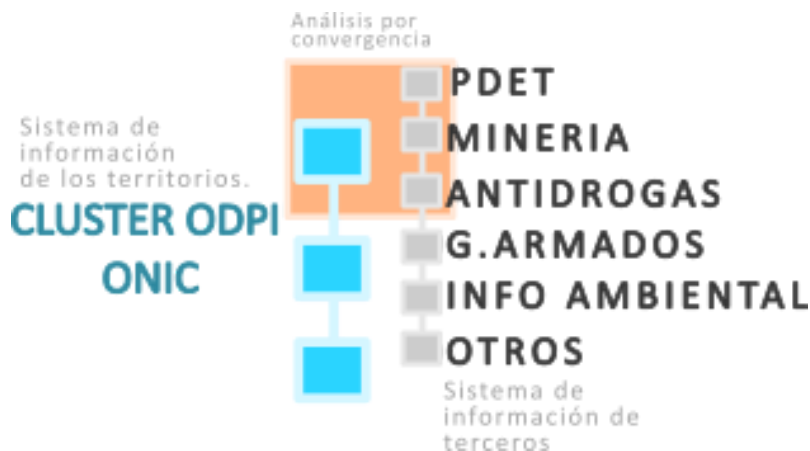 Análisis por
convergencia
Sistema de
información
de los territorios.
CLUSTER ODPI
ONIC
PDET
MINERIA
ANTIDROGAS
G.ARMADOS
INFO AMBIENTAL
OTROS
Sistema de
información de
terceros